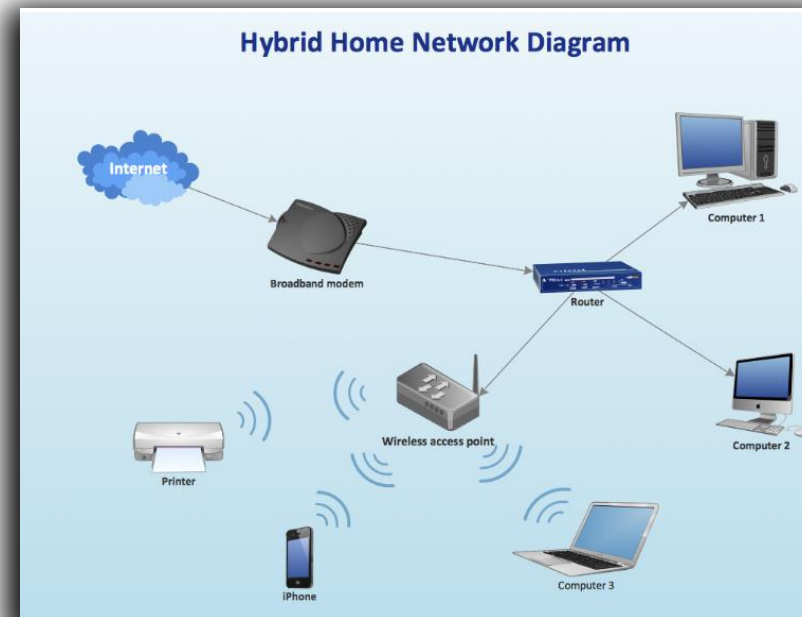 Hybrid Home Network Diagram
Internet
Computer 1
Broadband modem
Router
Wireless access point
Computer 2
Printer
iPhone
Computer 3